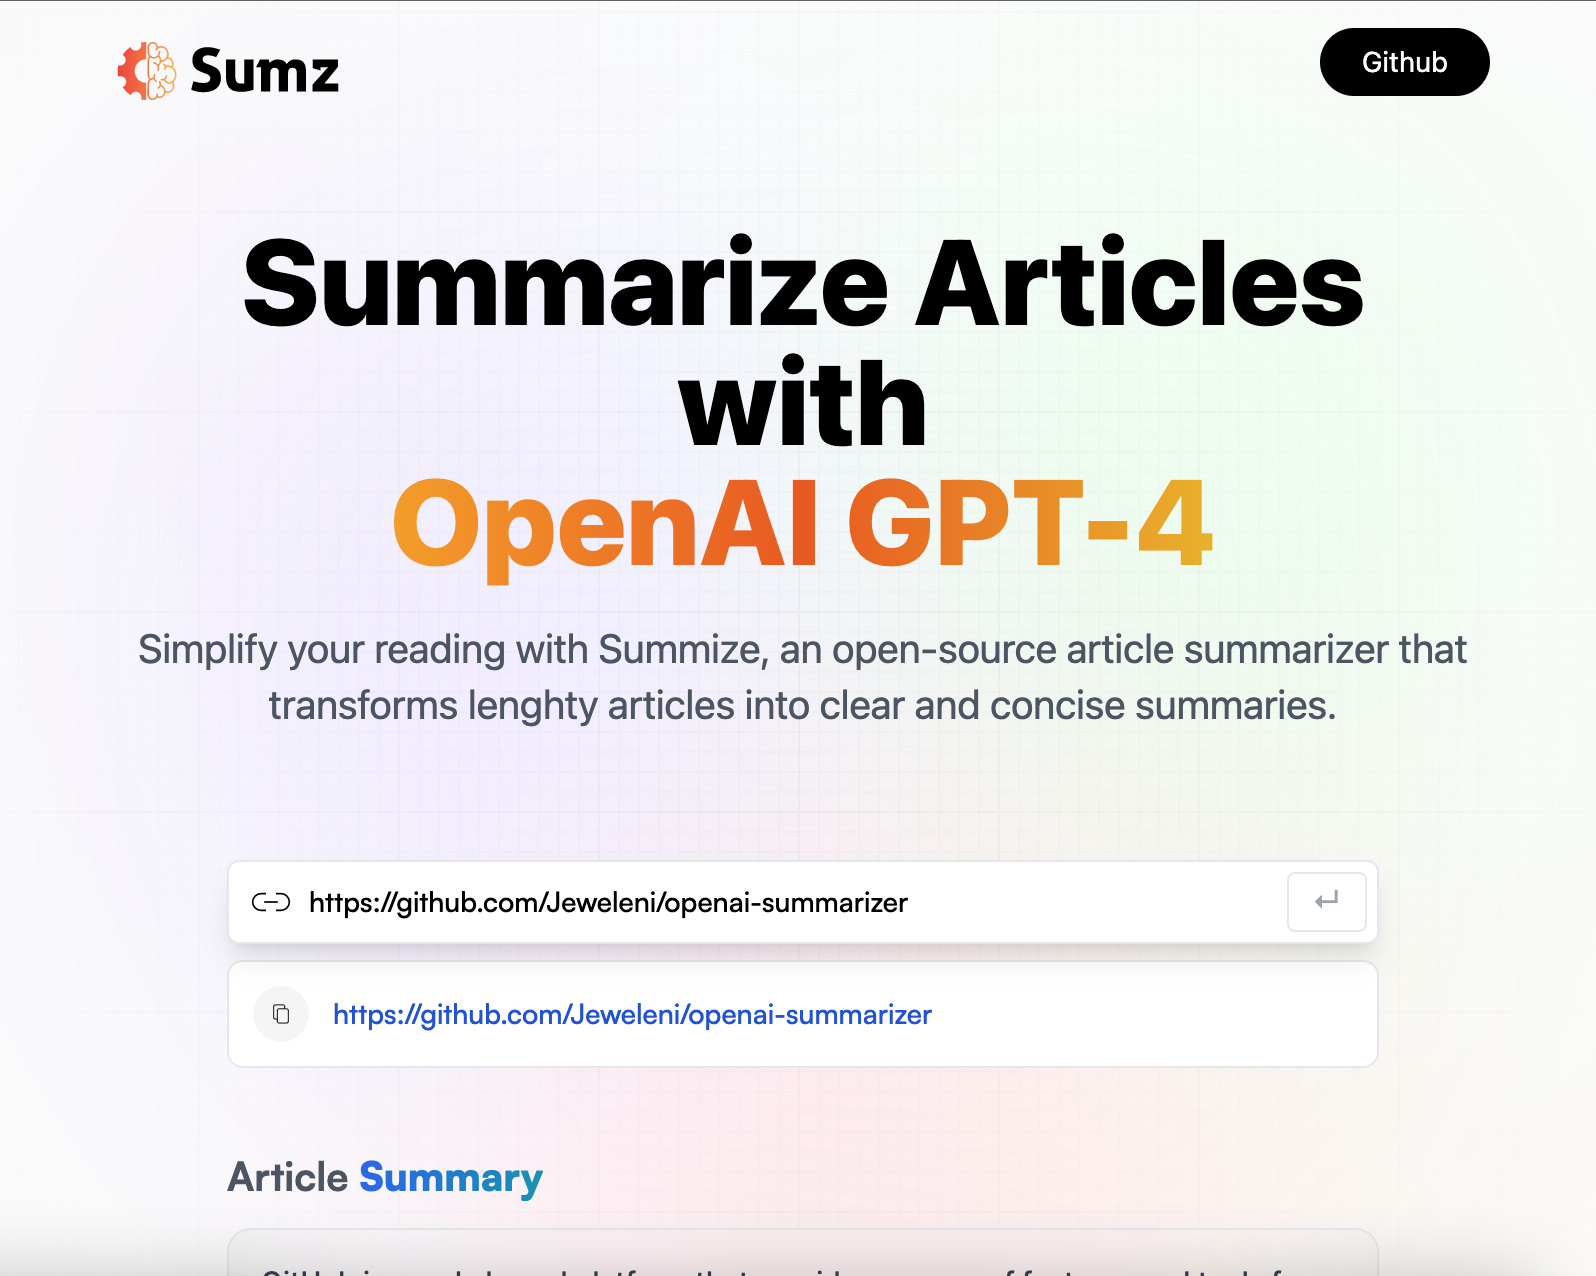 Sumz
Github
Summarize Articles
with
OpenAI GPT-4
Simplify your reading with Summize, an open-source article summarizer that
transforms lenghty articles into clear and concise summaries.
https://github.com/Jeweleni/openai-summarizer
https://github.com/Jeweleni/openai-summarizer
Article Summary